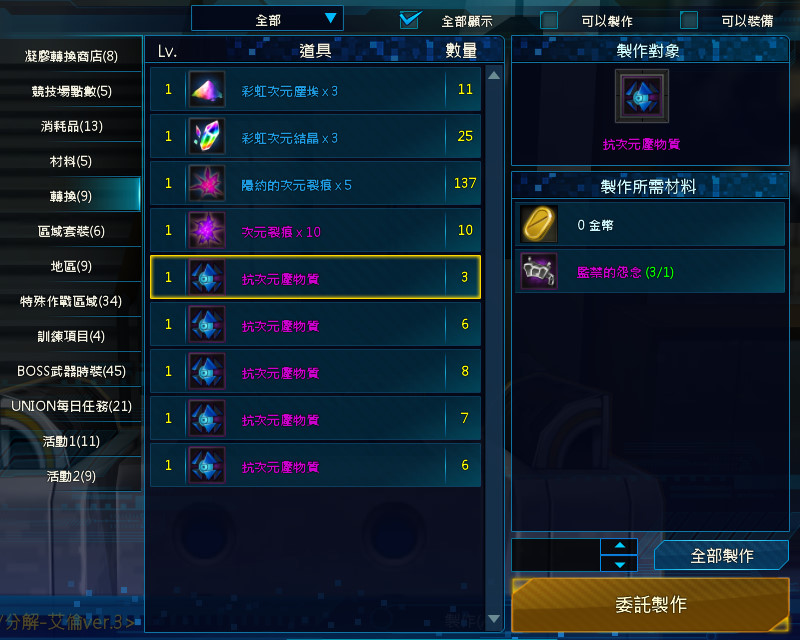 全部
全部顯示
可以製作
可以裝備
凝膠轉換商店(8)
競技場點數(5)
消耗品(13)
材料(5)
轉換(9)
區域套裝(6)
地區(9)
特殊作戰區域(34)
訓練項目(4)
BOSS武器時裝(45)
UNION每日任務(21)
活動1(11)
活動2(9)
Lv. 道具 數量
1 彩虹次元塵埃 x 3 11
1 彩虹次元結晶 x 3 25
1 隱約的次元裂痕 x 5 137
1 次元裂痕 x 10 10
1 抗次元塵物質 3
1 抗次元塵物質 6
1 抗次元塵物質 8
1 抗次元塵物質 7
1 抗次元塵物質 6
製作對象
抗次元塵物質
製作所需材料
0 金幣
監禁的怨念 (3/1)
全部製作
委託製作
/分解-艾倫ver.3>